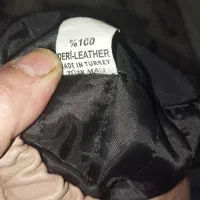 %100
DERİ-LEATHER
MADE IN TURKEY
TÜRK MALI